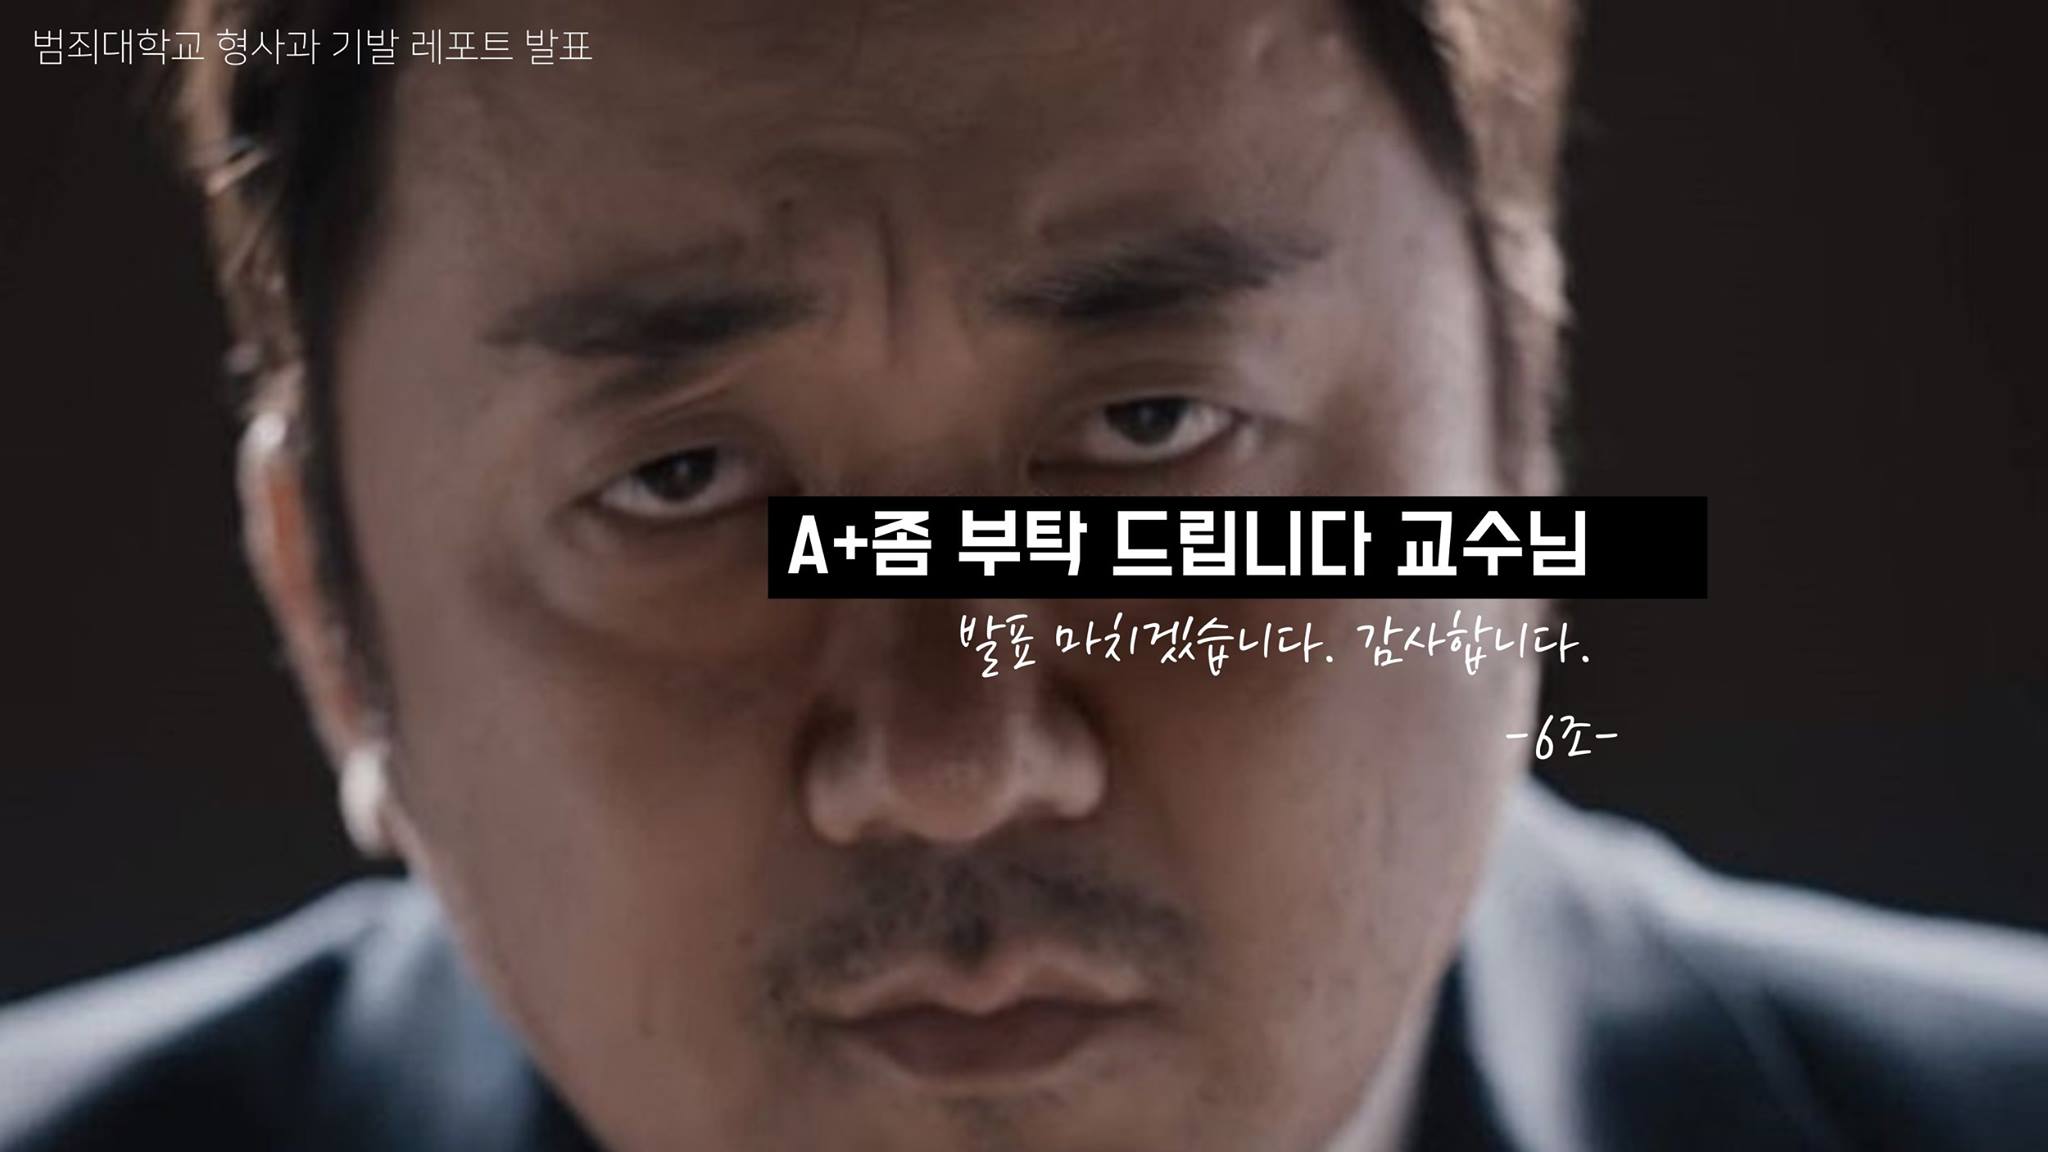 범죄대학교 형사과 기발 레포트 발표
A+좀 부탁 드립니다 교수님
발표 마치겠습니다. 감사합니다.
-6조-